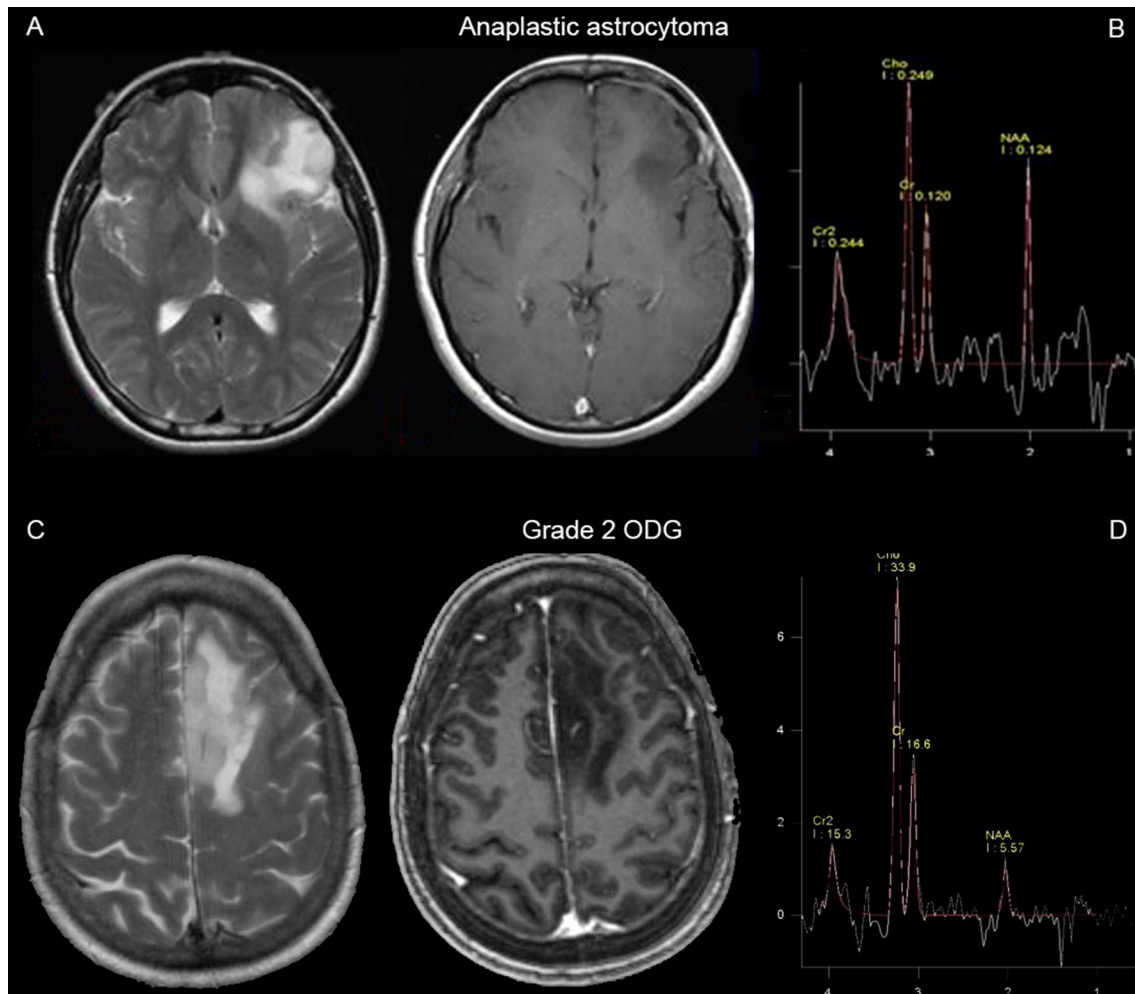 A
Anaplastic astrocytoma
B
Cho
I : 0.249
NAA
I : 0.124
Cr
I : 0.120
Cr2
I : 0.244
4
3
2
1
C
Grade 2 ODG
D
Cho
I : 33.9
6
4
Cr
I : 16.6
2
Cr2
I : 15.3
NAA
I : 5.57
0
4
3
2
1